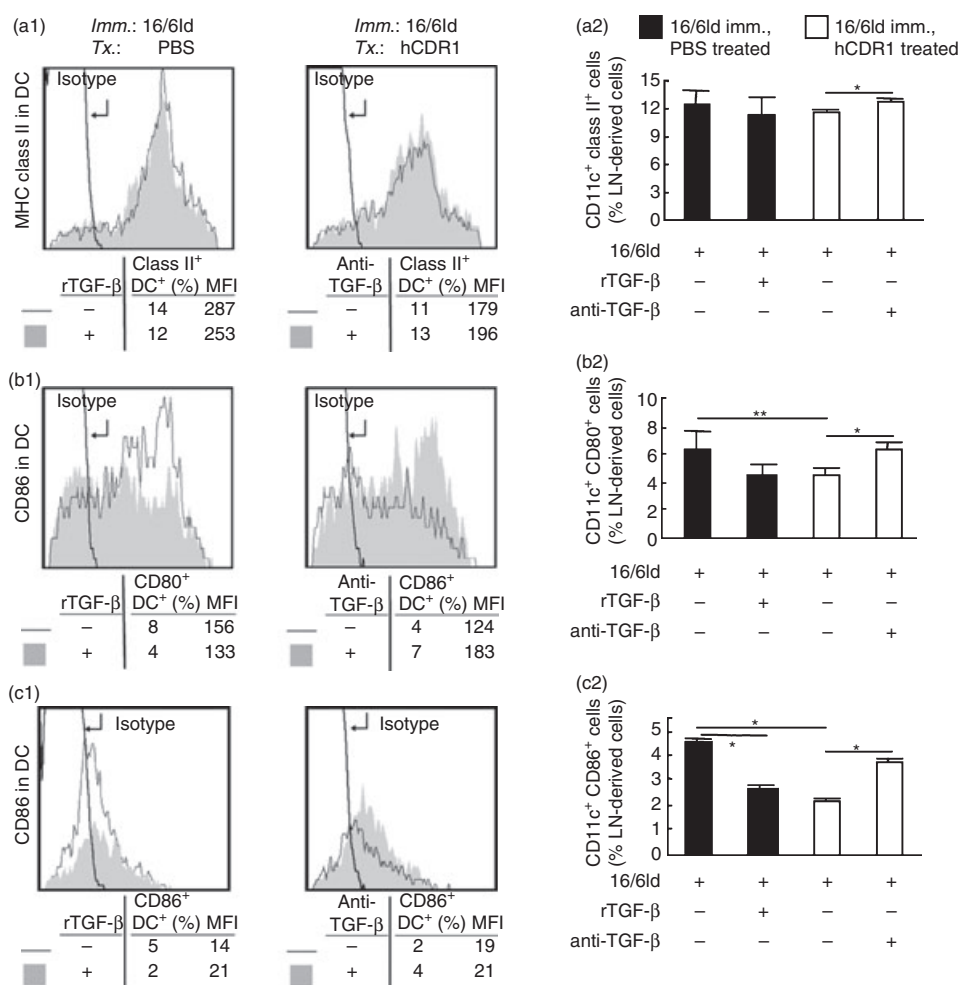 (a1)
Imm.: 16/6Id
Tx.: PBS
Imm.: 16/6Id
Tx.: hCDR1
MHC class II in DC
Isotype
Isotype
rTGF-β
Class II+
DC+ (%) MFI
– 14 287
+ 12 253
Anti-
TGF-β
Class II+
DC+ (%) MFI
– 11 179
+ 13 196
(a2)
16/6Id imm.,
PBS treated
16/6Id imm.,
hCDR1 treated
CD11c+ class II+ cells
(% LN-derived cells)
15
12
9
6
3
0
*
16/6Id + + + +
rTGF-β – + – –
anti-TGF-β – – – +
(b1)
CD86 in DC
Isotype
Isotype
rTGF-β
CD80+
DC+ (%) MFI
– 8 156
+ 4 133
Anti-
TGF-β
CD86+
DC+ (%) MFI
– 4 124
+ 7 183
(b2)
CD11c+ CD80+ cells
(% LN-derived cells)
10
8
6
4
2
0
**
*
16/6Id + + + +
rTGF-β – + – –
anti-TGF-β – – – +
(c1)
CD86 in DC
Isotype
Isotype
rTGF-β
CD86+
DC+ (%) MFI
– 5 14
+ 2 21
Anti-
TGF-β
CD86+
DC+ (%) MFI
– 2 19
+ 4 21
(c2)
CD11c+ CD86+ cells
(% LN-derived cells)
5
4
3
2
1
0
*
*
*
16/6Id + + + +
rTGF-β – + – –
anti-TGF-β – – – +